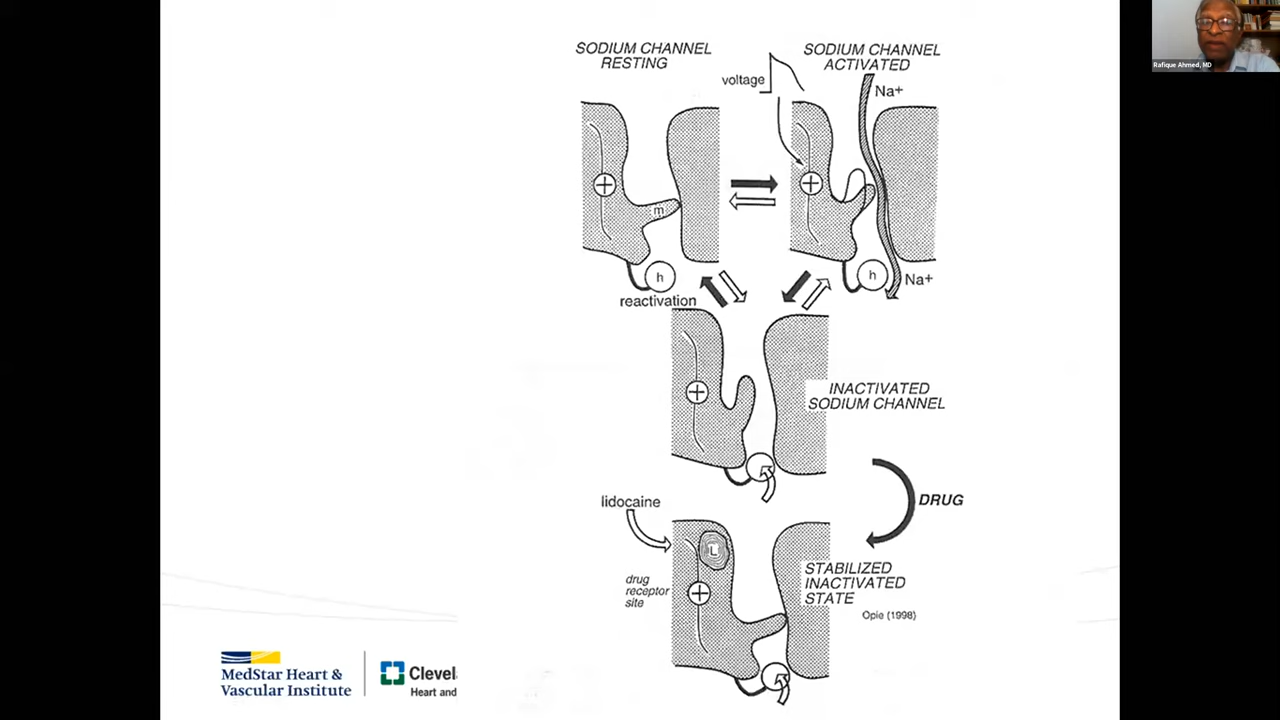 Rafique Ahmed, MD
SODIUM CHANNEL
RESTING
SODIUM CHANNEL
ACTIVATED
voltage
Na+
+
+
m
h
h
Na+
reactivation
+
INACTIVATED
SODIUM CHANNEL
lidocaine
DRUG
L
drug
receptor
site
+
STABILIZED
INACTIVATED
STATE
Opie (1998)
MedStar Heart &
Vascular Institute
Clevel
Heart and